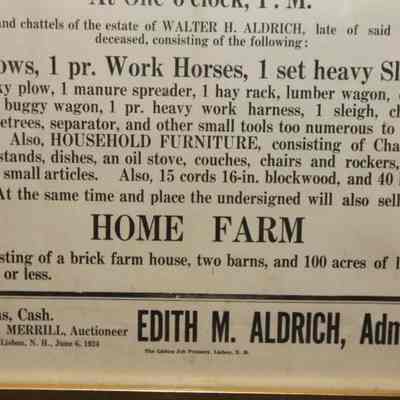 At One o'clock, P. M.
and chattels of the estate of WALTER H. ALDRICH, late of said
deceased, consisting of the following:
ows, 1 pr. Work Horses, 1 set heavy Sl
ky plow, 1 manure spreader, 1 hay rack, lumber wagon,
buggy wagon, 1 pr. heavy work harness, 1 sleigh, ch
etrees, separator, and other small tools too numerous to
Also, HOUSEHOLD FURNITURE, consisting of Cha
stands, dishes, an oil stove, couches, chairs and rockers,
small articles. Also, 15 cords 16-in. blockwood, and 40
At the same time and place the undersigned will also sell
HOME FARM
sting of a brick farm house, two barns, and 100 acres of l
or less.
ns, Cash.
MERRILL, Auctioneer
Lisbon, N. H., June 6, 1924
EDITH M. ALDRICH, Adm
The Lisbon Job Printery, Lisbon, N. H.